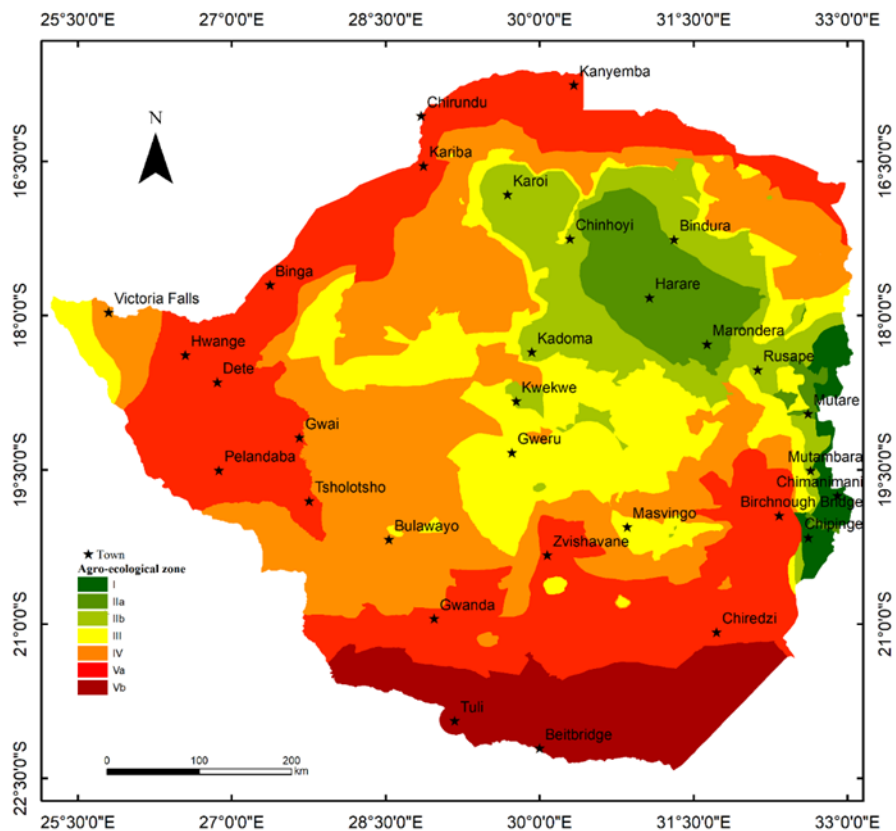 25°30'0"E 27°0'0"E 28°30'0"E 30°0'0"E 31°30'0"E 33°0'0"E
Kanyemba
Chirundu
N
Kariba
16°30'0"S 16°30'0"S
Karoi
Chinhoyi Bindura
Binga
Harare
Victoria Falls
18°0'0"S 18°0'0"S
Hwange Kadoma Marondera
Dete Rusape
Kwekwe Mutare
Gwai Gweru
Pelandaba Mutambara
19°30'0"S 19°30'0"S
Chimanimani
Tsholotsho Birchnough Bridge
Bulawayo Masvingo Chipinge
Zvishavane
Town
Agro-ecological zone
I
IIa
IIb
III
IV
Va
Vb
Gwanda Chiredzi
21°0'0"S 21°0'0"S
Tuli
Beitbridge
0 100 200
km
22°30'0"S 22°30'0"S
25°30'0"E 27°0'0"E 28°30'0"E 30°0'0"E 31°30'0"E 33°0'0"E